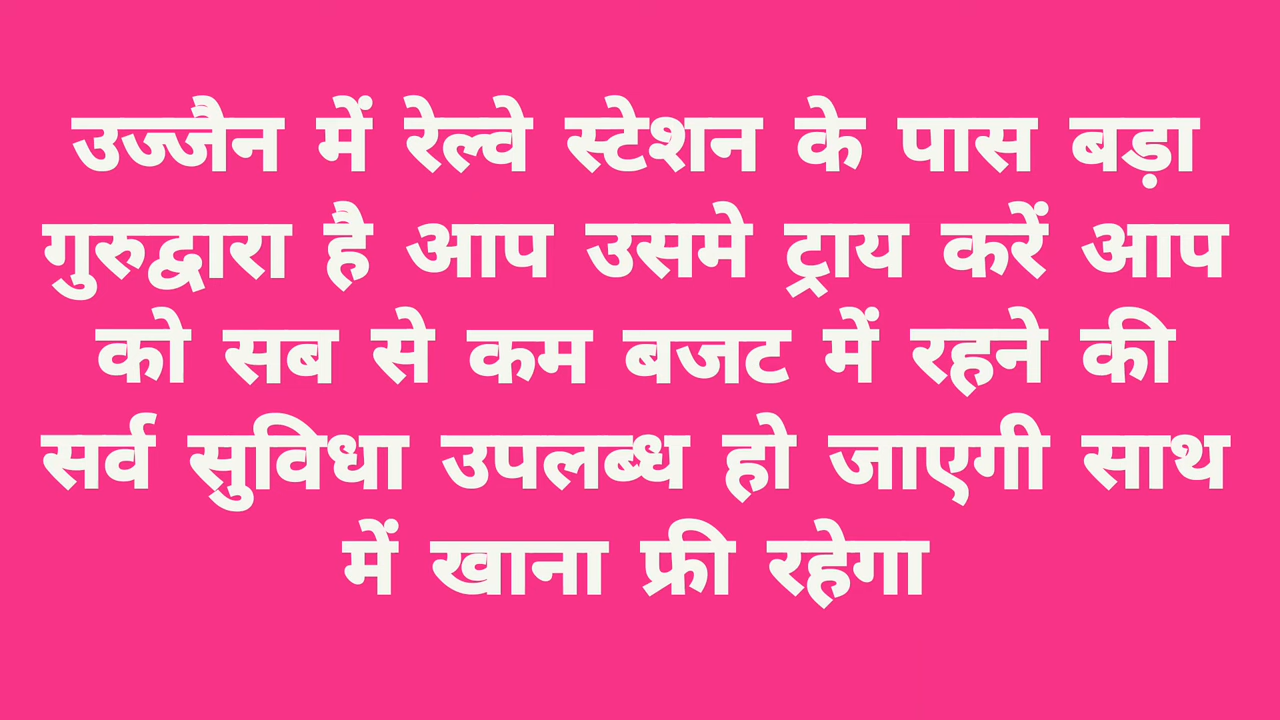 उज्जैन में रेल्वे स्टेशन के पास बड़ा
गुरुद्वारा है आप उसमे ट्राय करें आप
को सब से कम बजट में रहने की
सर्व सुविधा उपलब्ध हो जाएगी साथ
में खाना फ्री रहेगा